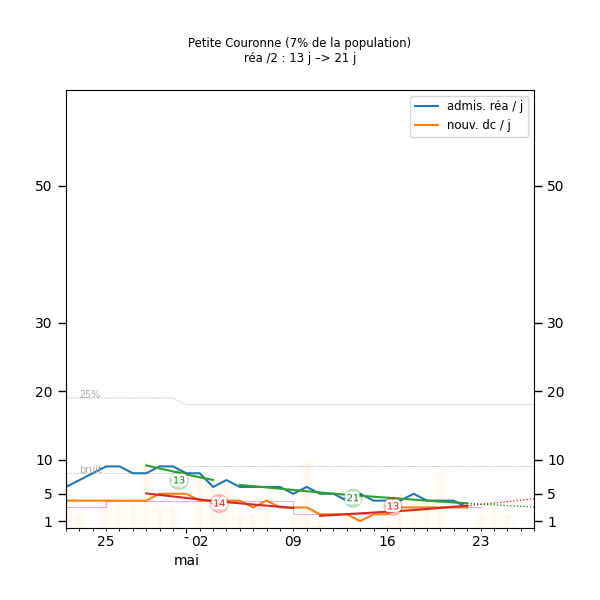 Petite Couronne (7% de la population)
réa /2 : 13 j –> 21 j
admis. réa / j
nouv. dc / j
50 50
30 30
20 20
10 10
5 5
1 1
25%
bruit
13
14
21
13
25 - 02 09 16 23
mai